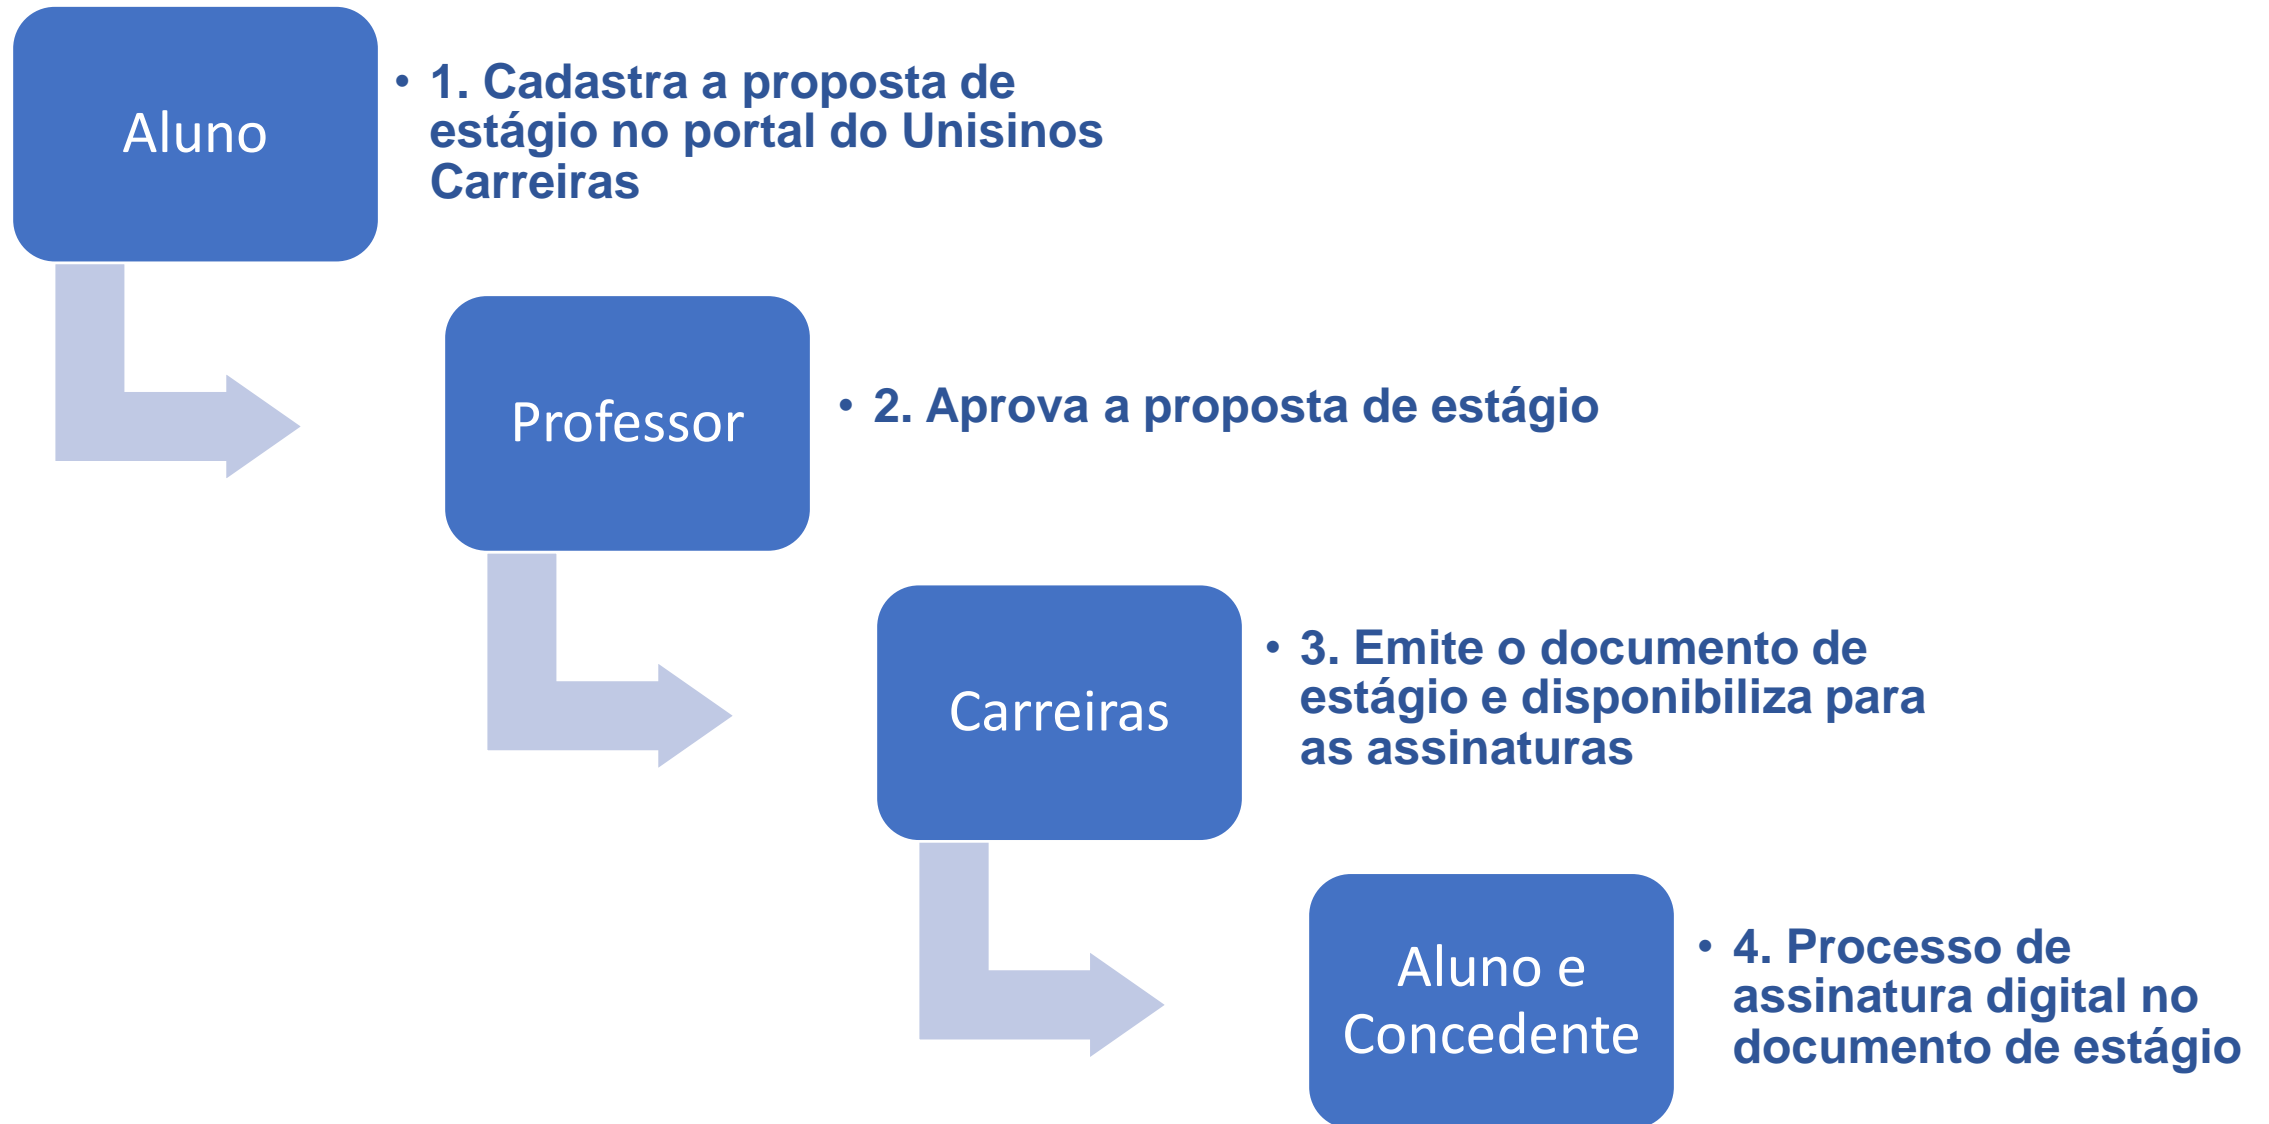 Aluno
• 1. Cadastra a proposta de
estágio no portal do Unisinos
Carreiras
Professor
• 2. Aprova a proposta de estágio
Carreiras
• 3. Emite o documento de
estágio e disponibiliza para
as assinaturas
Aluno e
Concedente
• 4. Processo de
assinatura digital no
documento de estágio